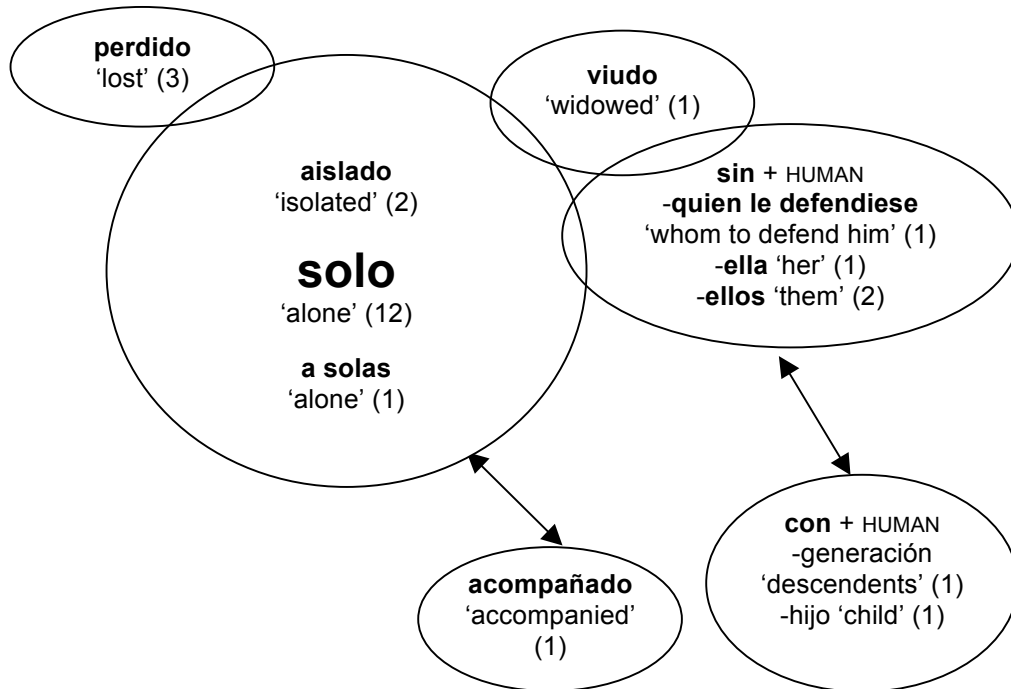 perdido
‘lost’ (3)
viudo
‘widowed’ (1)
aislado
‘isolated’ (2)
solo
‘alone’ (12)
a solas
‘alone’ (1)
sin + HUMAN
-quien le defendiese
‘whom to defend him’ (1)
-ella ‘her’ (1)
-ellos ‘them’ (2)
acompañado
‘accompanied’
(1)
con + HUMAN
-generación
‘descendents’ (1)
-hijo ‘child’ (1)